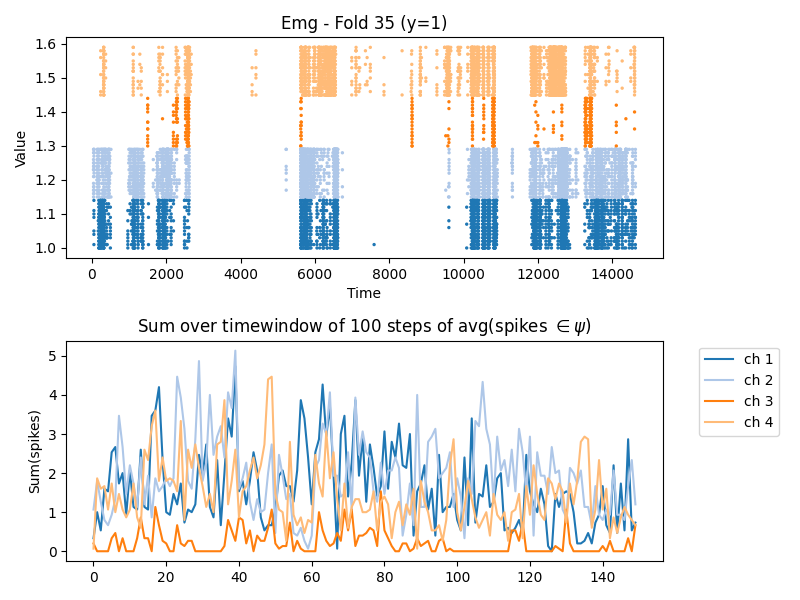 Emg - Fold 35 (y=1)
Value
1.6
1.5
1.4
1.3
1.2
1.1
1.0
0 2000 4000 6000 8000 10000 12000 14000
Time
Sum over timewindow of 100 steps of avg(spikes ∈ ψ)
Sum(spikes)
5
4
3
2
1
0
0 20 40 60 80 100 120 140
ch 1
ch 2
ch 3
ch 4